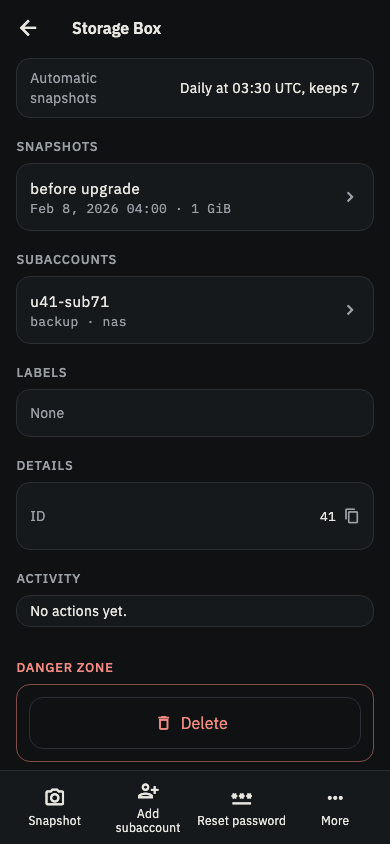 Storage Box
Automatic
snapshots
Daily at 03:30 UTC, keeps 7
SNAPSHOTS
before upgrade
Feb 8, 2026 04:00 · 1 GiB
SUBACCOUNTS
u41-sub71
backup · nas
LABELS
None
DETAILS
ID
41
ACTIVITY
No actions yet.
DANGER ZONE
Delete
Snapshot
Add
subaccount
Reset password
More